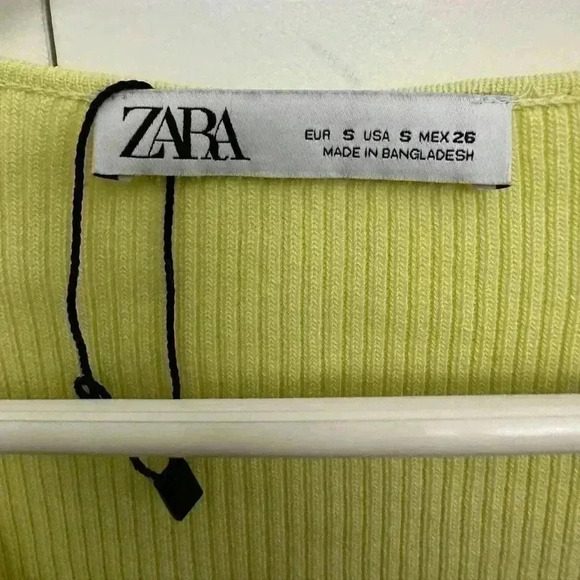 ZARA
EUR S USA S MEX 26
MADE IN BANGLADESH